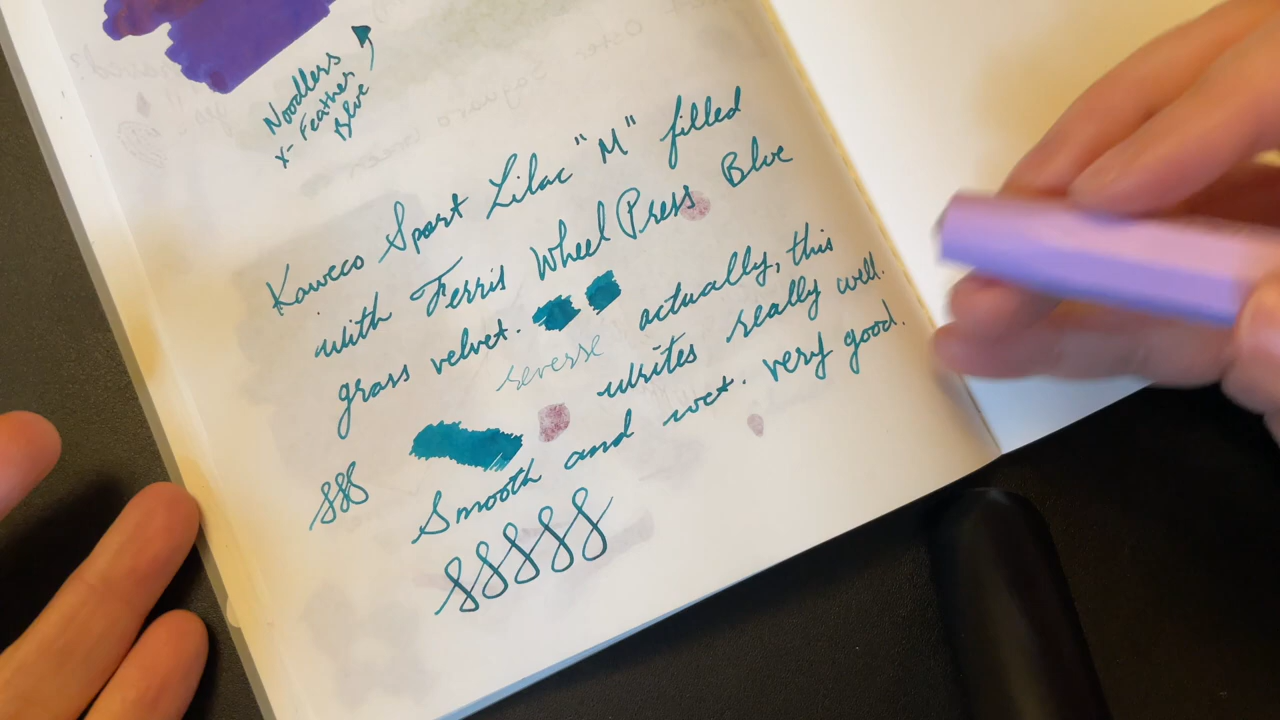 Noodlers
X-Feather
Blue
Kaweco Sport Lilac "M" filled
with Ferris Wheel Press Blue
grass velvet. actually, this
reverse writes really well.
Smooth and wet. very good.